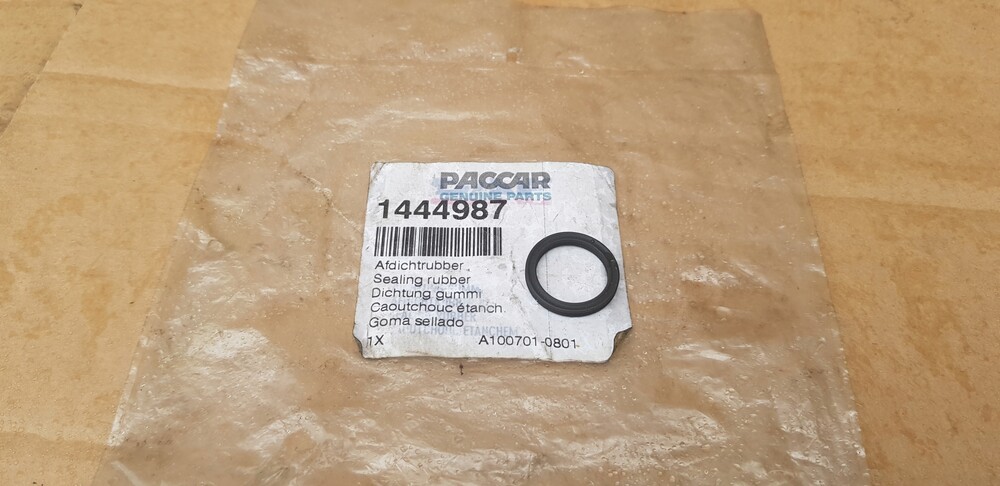 PACCAR
GENUINE PARTS
1444987
Afdichtrubber
Sealing rubber
Dichtung gummi
Caoutchouc étanch.
Goma sellado
1X A100701-0801